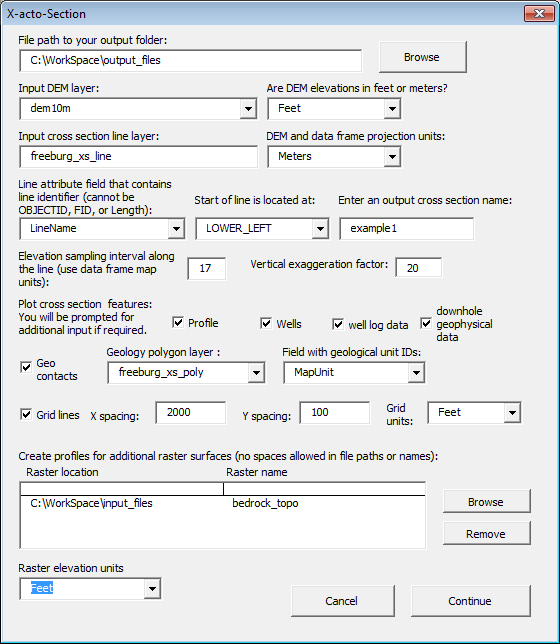 X-acto-Section
File path to your output folder:
C:\WorkSpace\output_files
Browse
Input DEM layer:
Are DEM elevations in feet or meters?
dem10m
Feet
Input cross section line layer:
DEM and data frame projection units:
freeburg_xs_line
Meters
Line attribute field that contains
line identifier (cannot be
OBJECTID, FID, or Length):
Start of line is located at:
Enter an output cross section name:
LineName
LOWER_LEFT
example1
Elevation sampling interval along
the line (use data frame map
units):
17
Vertical exaggeration factor:
20
Plot cross section features:
You will be prompted for
additional input if required.
Profile
Wells
well log data
downhole
geophysical
data
Geo
contacts
Geology polygon layer :
Field with geological unit IDs:
freeburg_xs_poly
MapUnit
Grid lines
X spacing:
2000
Y spacing:
100
Grid
units:
Feet
Create profiles for additional raster surfaces (no spaces allowed in file paths or names):
Raster location
Raster name
C:\WorkSpace\input_files
bedrock_topo
Browse
Remove
Raster elevation units
Feet
Cancel
Continue